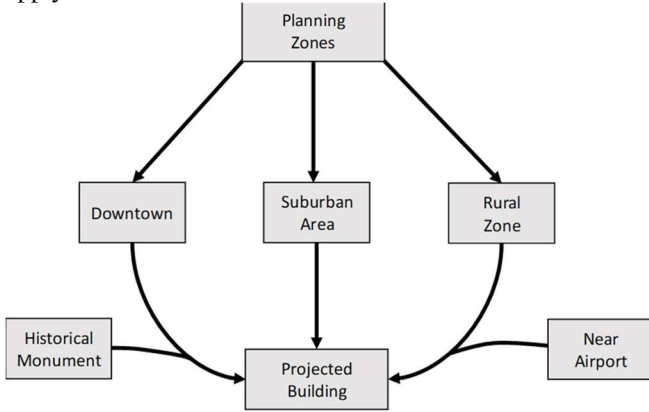 Planning
Zones
Downtown
Suburban
Area
Rural
Zone
Historical
Monument
Projected
Building
Near
Airport